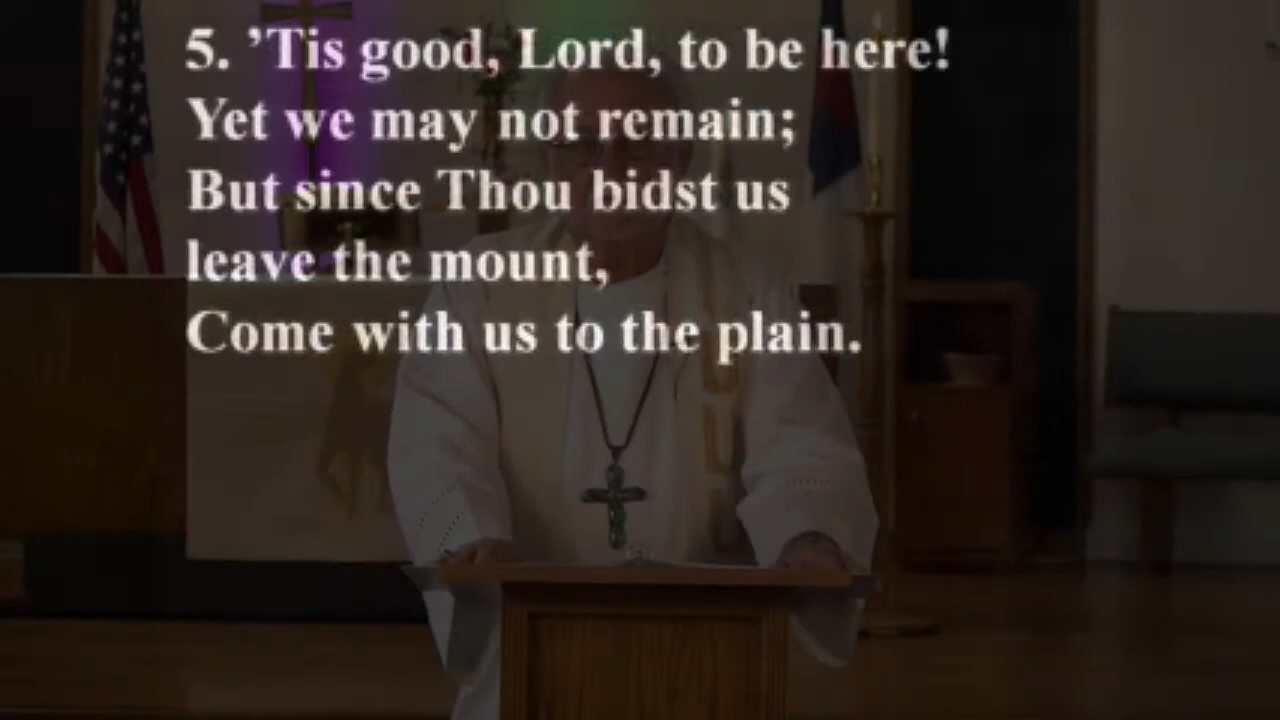 5. ’Tis good, Lord, to be here!
Yet we may not remain;
But since Thou bidst us
leave the mount,
Come with us to the plain.